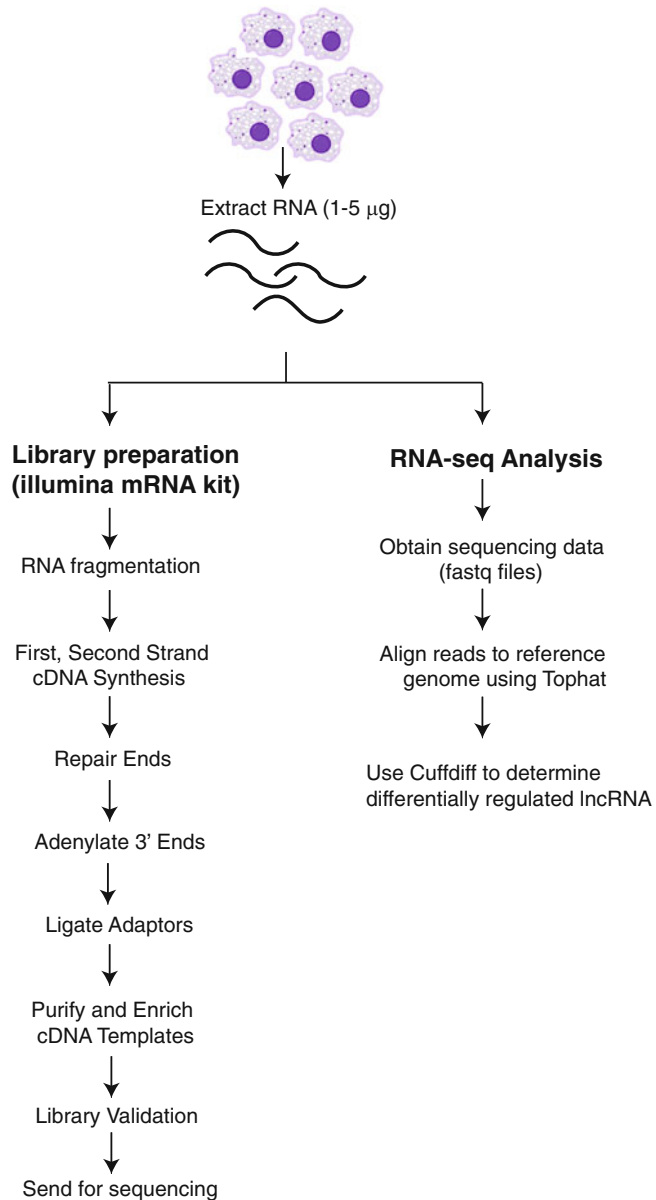 Extract RNA (1-5 µg)
Library preparation
(illumina mRNA kit)
RNA fragmentation
First, Second Strand
cDNA Synthesis
Repair Ends
Adenylate 3' Ends
Ligate Adaptors
Purify and Enrich
cDNA Templates
Library Validation
Send for sequencing
RNA-seq Analysis
Obtain sequencing data
(fastq files)
Align reads to reference
genome using Tophat
Use Cuffdiff to determine
differentially regulated lncRNA